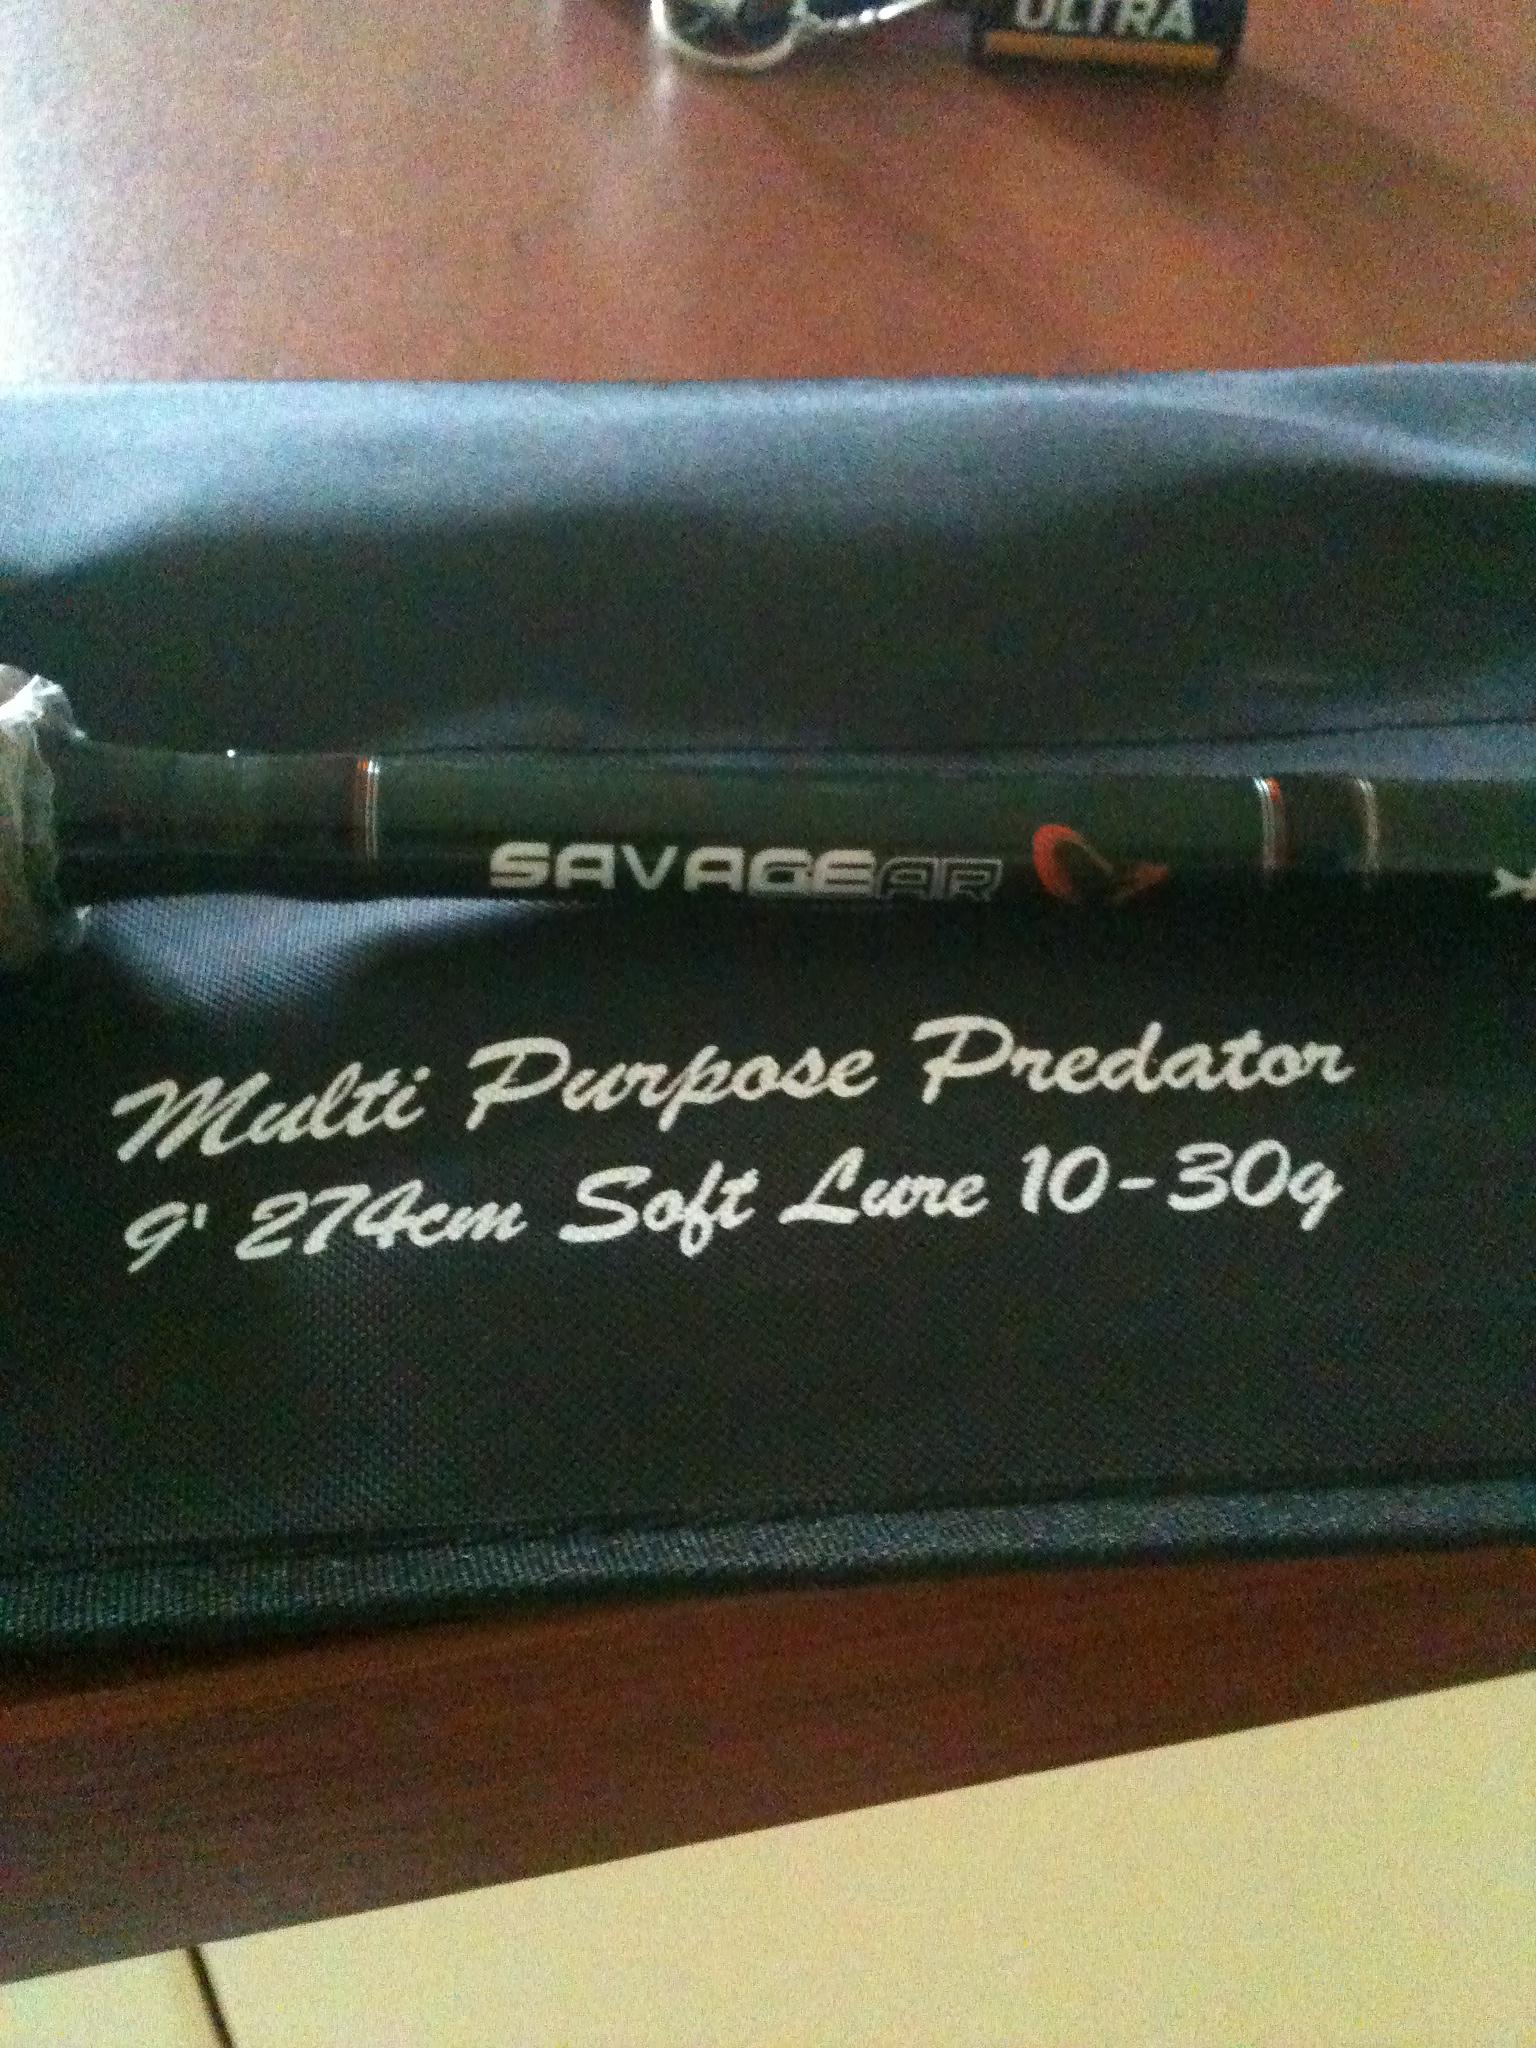 ULTRA
SAVAGEAR
Multi Purpose Predator
9' 274cm Soft Lure 10-30g